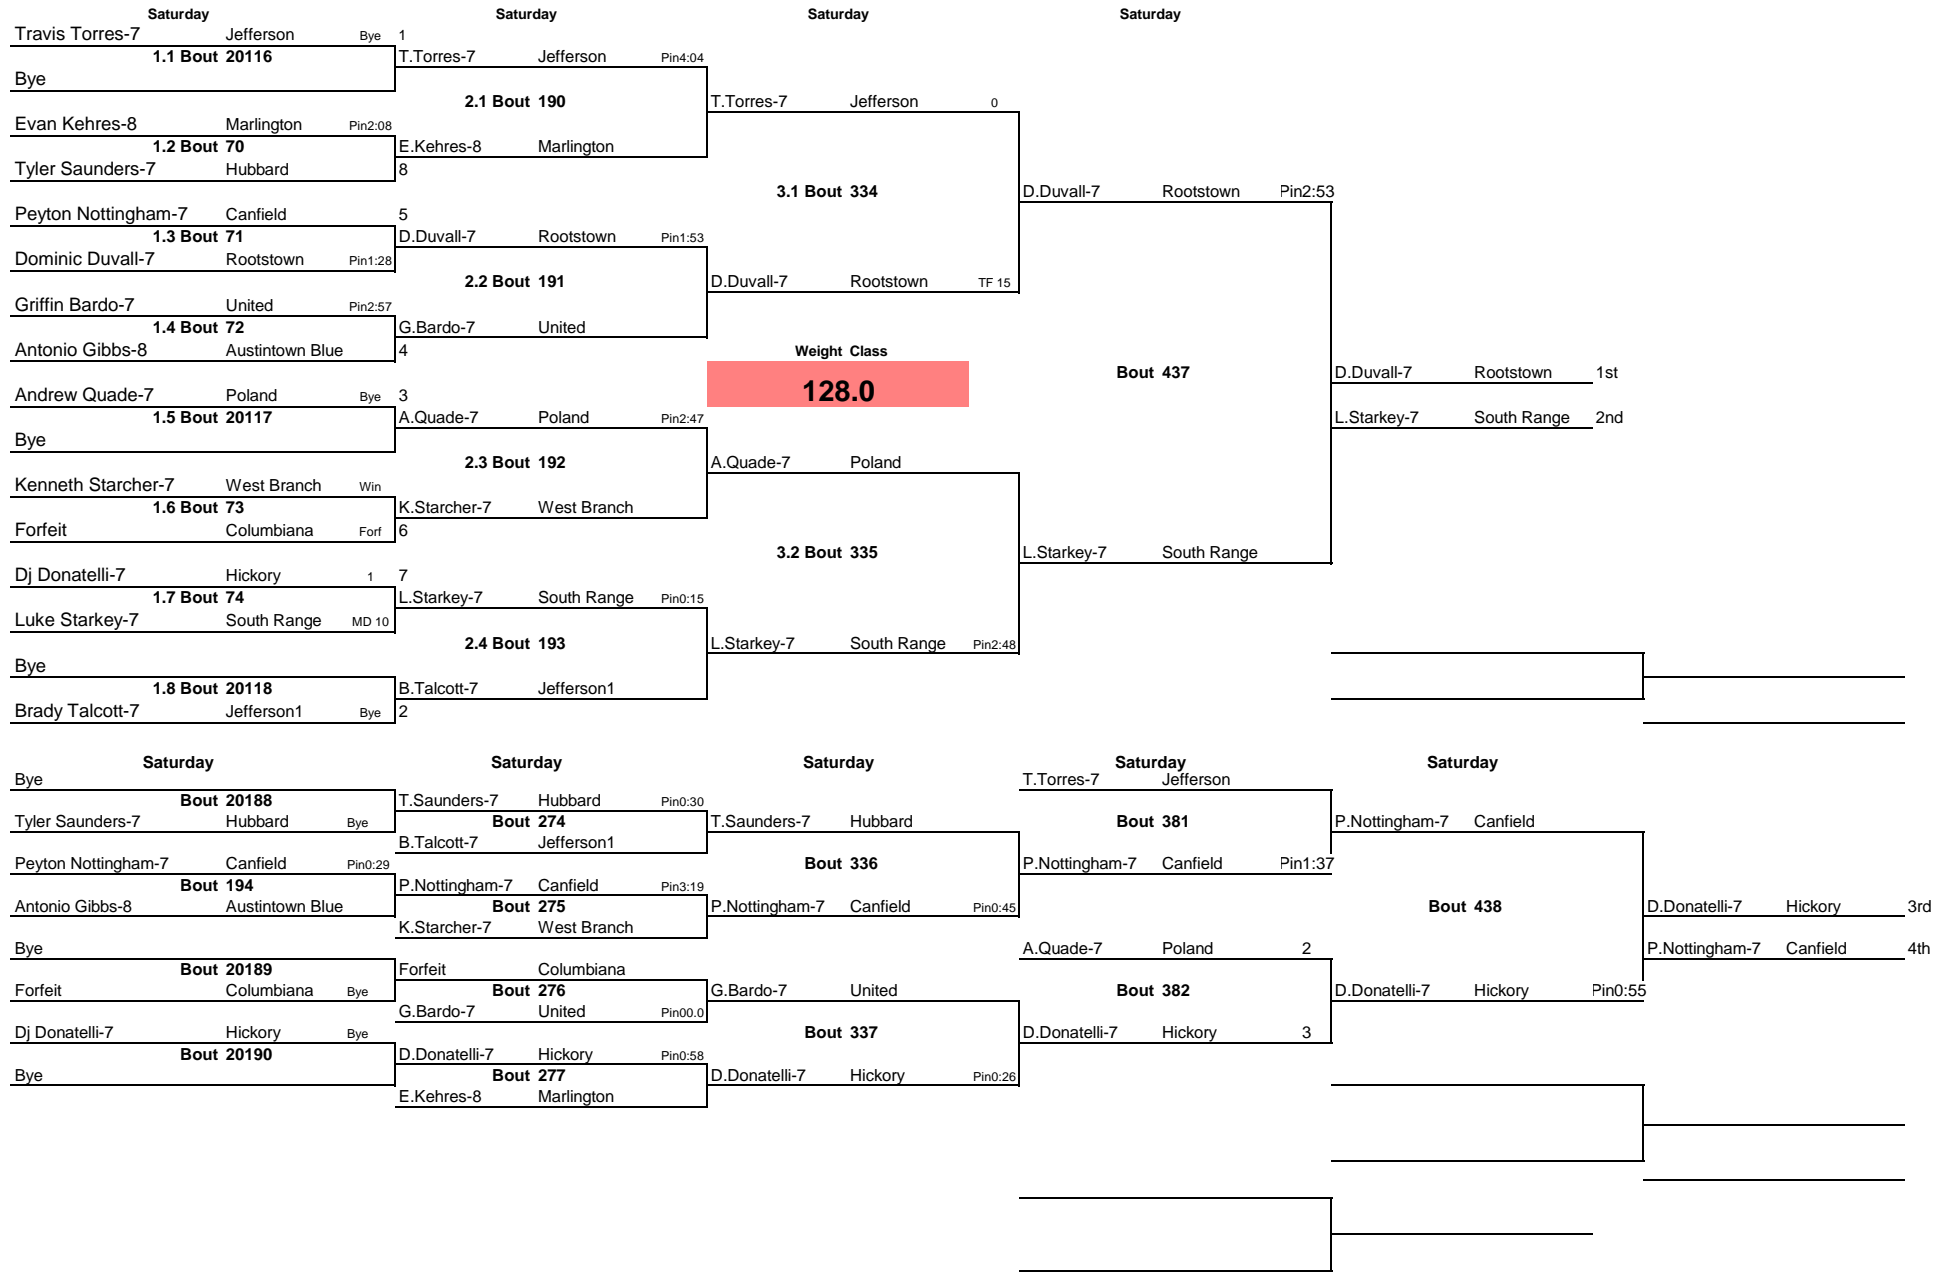 Saturday Saturday Saturday Saturday
Travis Torres-7 Jefferson Bye 1
1.1 Bout 20116 T.Torres-7 Jefferson Pin4:04
Bye
2.1 Bout 190 T.Torres-7 Jefferson 0
Evan Kehres-8 Marlington Pin2:08
1.2 Bout 70 E.Kehres-8 Marlington
Tyler Saunders-7 Hubbard 8
3.1 Bout 334 D.Duvall-7 Rootstown Pin2:53
Peyton Nottingham-7 Canfield 5
1.3 Bout 71 D.Duvall-7 Rootstown Pin1:53
Dominic Duvall-7 Rootstown Pin1:28
2.2 Bout 191 D.Duvall-7 Rootstown TF 15
Griffin Bardo-7 United Pin2:57
1.4 Bout 72 G.Bardo-7 United
Antonio Gibbs-8 Austintown Blue 4 Weight Class
Bout 437 D.Duvall-7 Rootstown 1st
Andrew Quade-7 Poland Bye 3 128.0
1.5 Bout 20117 A.Quade-7 Poland Pin2:47 L.Starkey-7 South Range 2nd
Bye
2.3 Bout 192 A.Quade-7 Poland
Kenneth Starcher-7 West Branch Win
1.6 Bout 73 K.Starcher-7 West Branch
Forfeit Columbiana Forf 6
3.2 Bout 335 L.Starkey-7 South Range
Dj Donatelli-7 Hickory 1 7
1.7 Bout 74 L.Starkey-7 South Range Pin0:15
Luke Starkey-7 South Range MD 10
2.4 Bout 193 L.Starkey-7 South Range Pin2:48
Bye
1.8 Bout 20118 B.Talcott-7 Jefferson1
Brady Talcott-7 Jefferson1 Bye 2
Saturday Saturday Saturday Saturday Saturday
Bye T.Torres-7 Jefferson
Bout 20188 T.Saunders-7 Hubbard Pin0:30
Tyler Saunders-7 Hubbard Bye Bout 274 T.Saunders-7 Hubbard Bout 381 P.Nottingham-7 Canfield
B.Talcott-7 Jefferson1
Peyton Nottingham-7 Canfield Pin0:29 Bout 336 P.Nottingham-7 Canfield Pin1:37
Bout 194 P.Nottingham-7 Canfield Pin3:19
Antonio Gibbs-8 Austintown Blue Bout 275 P.Nottingham-7 Canfield Pin0:45 Bout 438 D.Donatelli-7 Hickory 3rd
K.Starcher-7 West Branch
Bye A.Quade-7 Poland 2 P.Nottingham-7 Canfield 4th
Bout 20189 Forfeit Columbiana
Forfeit Columbiana Bye Bout 276 G.Bardo-7 United Bout 382 D.Donatelli-7 Hickory Pin0:55
G.Bardo-7 United Pin00.0
Dj Donatelli-7 Hickory Bye Bout 337 D.Donatelli-7 Hickory 3
Bout 20190 D.Donatelli-7 Hickory Pin0:58
Bye Bout 277 D.Donatelli-7 Hickory Pin0:26
E.Kehres-8 Marlington